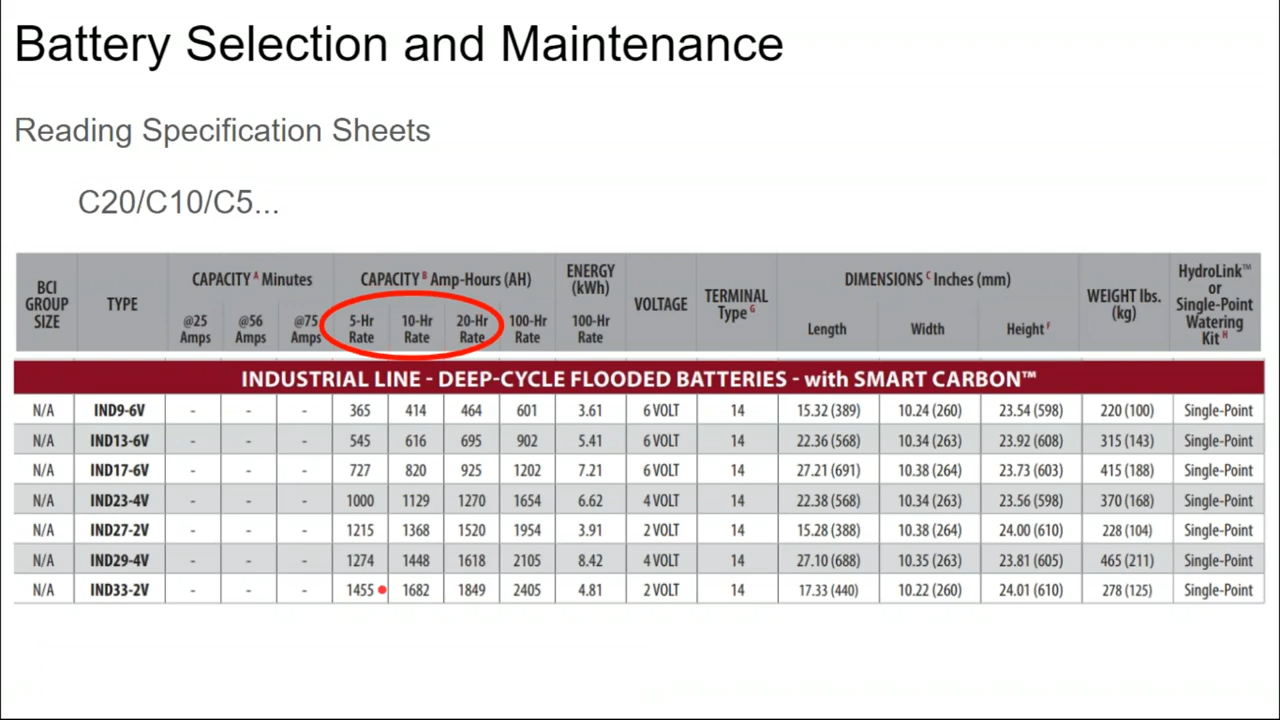 Battery Selection and Maintenance
Reading Specification Sheets
C20/C10/C5...
BCI GROUP SIZE TYPE CAPACITY A Minutes CAPACITY B Amp-Hours (AH) ENERGY (kWh) VOLTAGE TERMINAL Type G DIMENSIONS C Inches (mm) WEIGHT lbs. (kg) HydroLink™ or Single-Point Watering Kit H
@25 Amps @56 Amps @75 Amps 5-Hr Rate 10-Hr Rate 20-Hr Rate 100-Hr Rate 100-Hr Rate Length Width Height F
INDUSTRIAL LINE - DEEP-CYCLE FLOODED BATTERIES - with SMART CARBON™
N/A IND9-6V - - - 365 414 464 601 3.61 6 VOLT 14 15.32 (389) 10.24 (260) 23.54 (598) 220 (100) Single-Point
N/A IND13-6V - - - 545 616 695 902 5.41 6 VOLT 14 22.36 (568) 10.34 (263) 23.92 (608) 315 (143) Single-Point
N/A IND17-6V - - - 727 820 925 1202 7.21 6 VOLT 14 27.21 (691) 10.38 (264) 23.73 (603) 415 (188) Single-Point
N/A IND23-4V - - - 1000 1129 1270 1654 6.62 4 VOLT 14 22.38 (568) 10.34 (263) 23.56 (598) 370 (168) Single-Point
N/A IND27-2V - - - 1215 1368 1520 1954 3.91 2 VOLT 14 15.28 (388) 10.38 (264) 24.00 (610) 228 (104) Single-Point
N/A IND29-4V - - - 1274 1448 1618 2105 8.42 4 VOLT 14 27.10 (688) 10.35 (263) 23.81 (605) 465 (211) Single-Point
N/A IND33-2V - - - 1455 1682 1849 2405 4.81 2 VOLT 14 17.33 (440) 10.22 (260) 24.01 (610) 278 (125) Single-Point